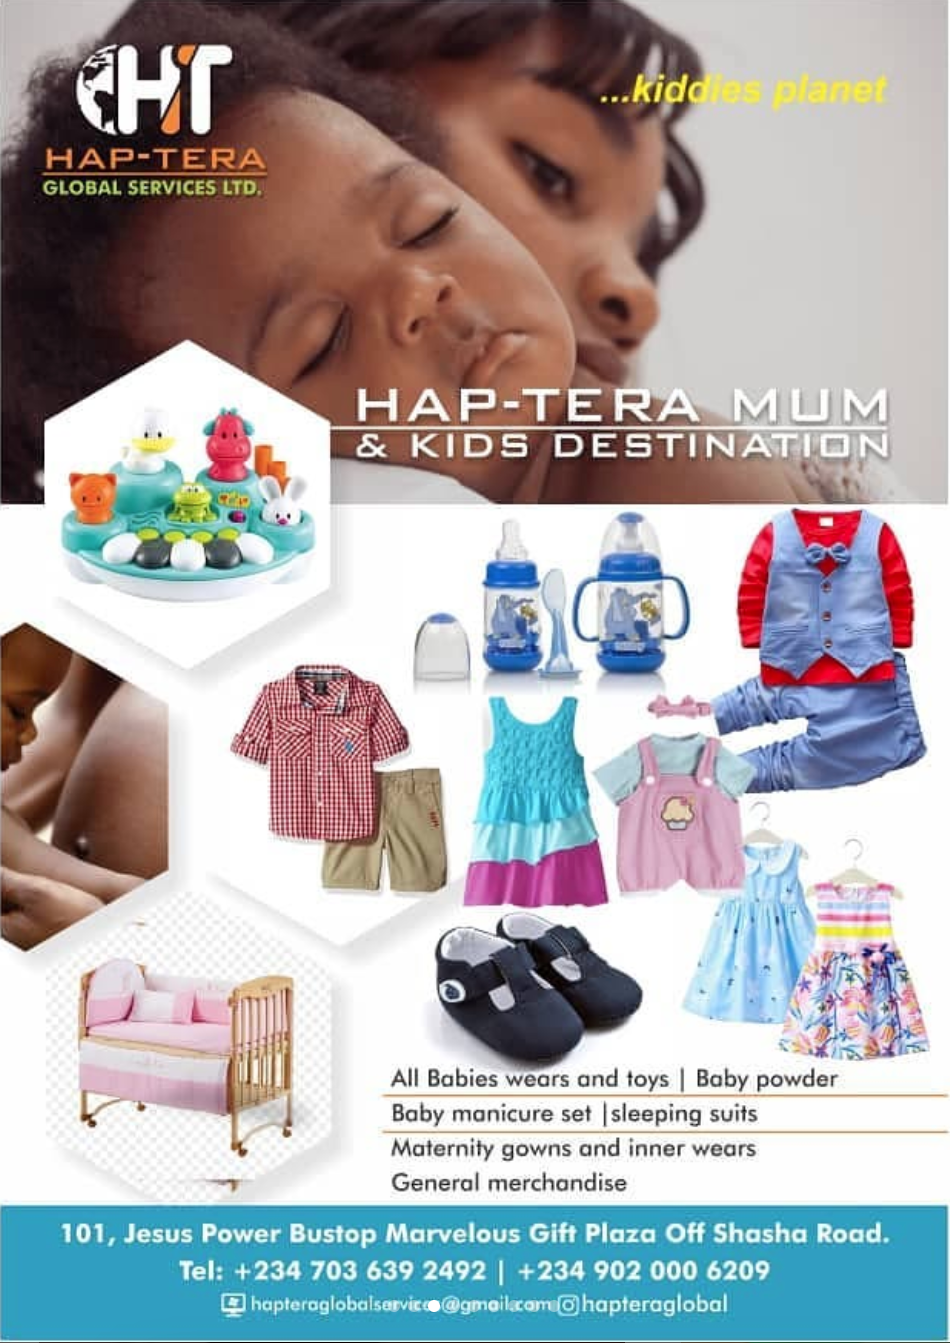 HT
HAP-TERA
GLOBAL SERVICES LTD.
...kiddies planet
HAP-TERA MUM
& KIDS DESTINATION
All Babies wears and toys | Baby powder
Baby manicure set |sleeping suits
Maternity gowns and inner wears
General merchandise
101, Jesus Power Bustop Marvelous Gift Plaza Off Shasha Road.
Tel: +234 703 639 2492 | +234 902 000 6209
hapteraglobalservices@gmail.com hapteraglobal